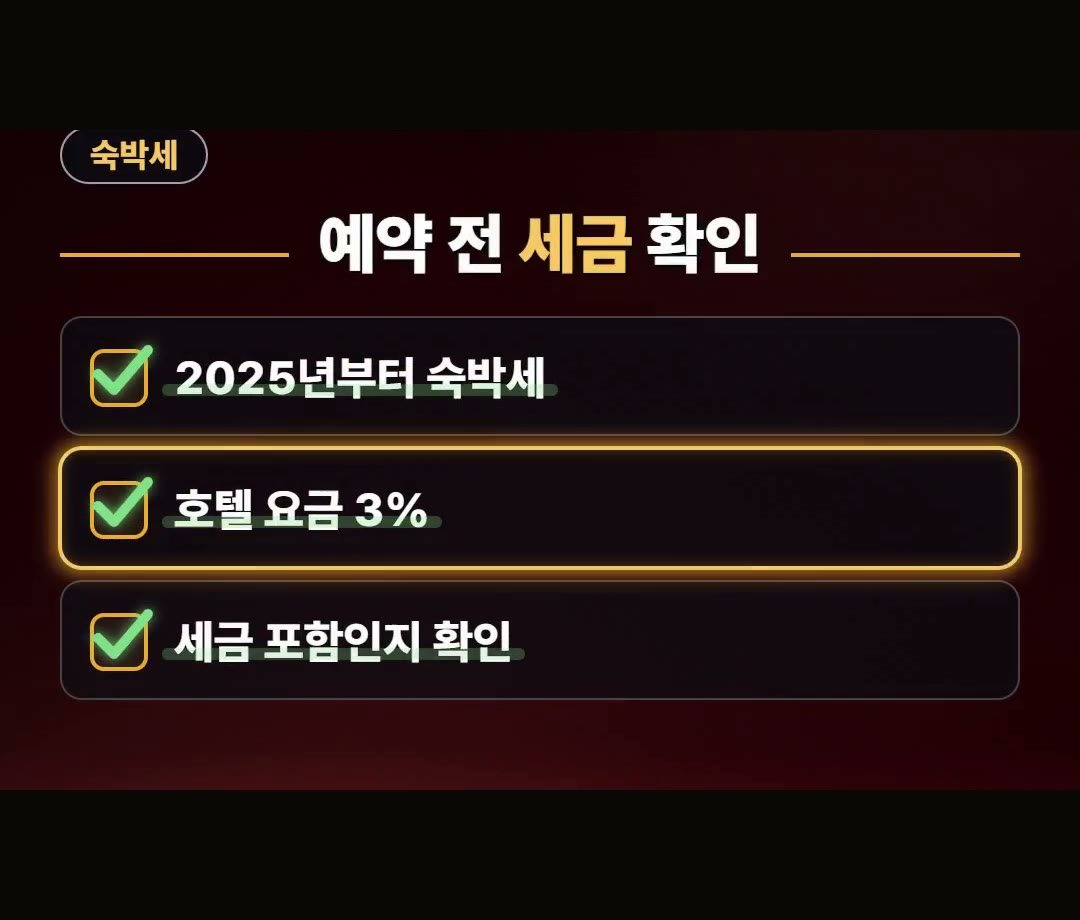 숙박세
예약 전 세금 확인
2025년부터 숙박세
호텔 요금 3%
세금 포함인지 확인